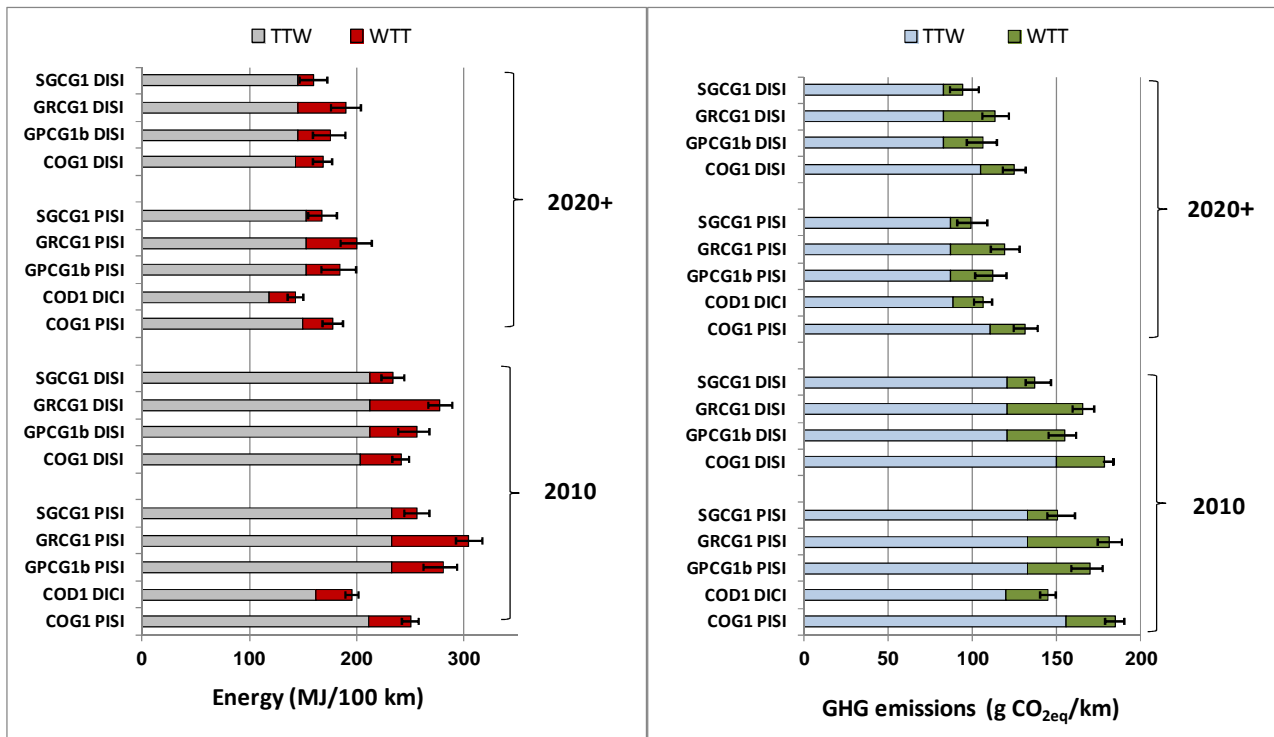 TTW WTT
SGCG1 DISI
GRCG1 DISI
GPCG1b DISI
COG1 DISI
SGCG1 PISI
GRCG1 PISI
GPCG1b PISI
COD1 DICI
COG1 PISI
2020+
SGCG1 DISI
GRCG1 DISI
GPCG1b DISI
COG1 DISI
SGCG1 PISI
GRCG1 PISI
GPCG1b PISI
COD1 DICI
COG1 PISI
2010
0 100 200 300
Energy (MJ/100 km)
TTW WTT
SGCG1 DISI
GRCG1 DISI
GPCG1b DISI
COG1 DISI
SGCG1 PISI
GRCG1 PISI
GPCG1b PISI
COD1 DICI
COG1 PISI
2020+
SGCG1 DISI
GRCG1 DISI
GPCG1b DISI
COG1 DISI
SGCG1 PISI
GRCG1 PISI
GPCG1b PISI
COD1 DICI
COG1 PISI
2010
0 50 100 150 200
GHG emissions (g CO2eq/km)